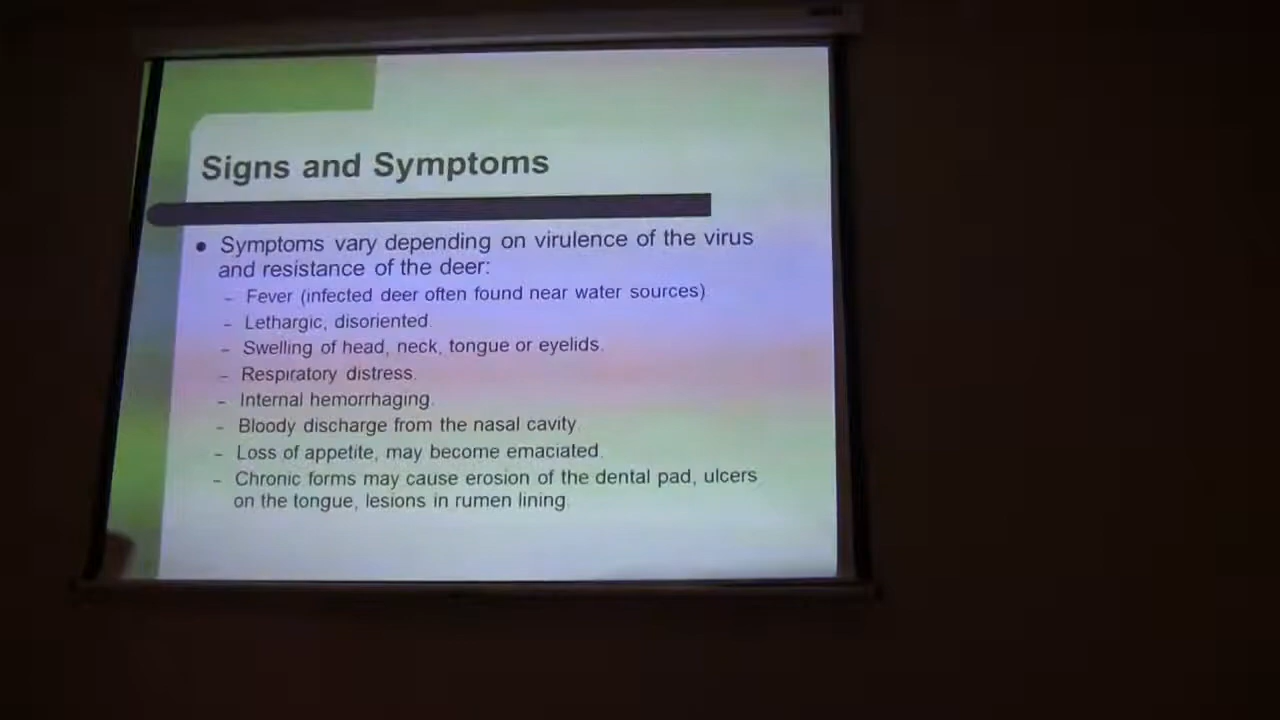 Signs and Symptoms
● Symptoms vary depending on virulence of the virus
and resistance of the deer:
– Fever (infected deer often found near water sources)
– Lethargic, disoriented.
– Swelling of head, neck, tongue or eyelids.
– Respiratory distress.
– Internal hemorrhaging.
– Bloody discharge from the nasal cavity
– Loss of appetite, may become emaciated.
– Chronic forms may cause erosion of the dental pad, ulcers
on the tongue, lesions in rumen lining.